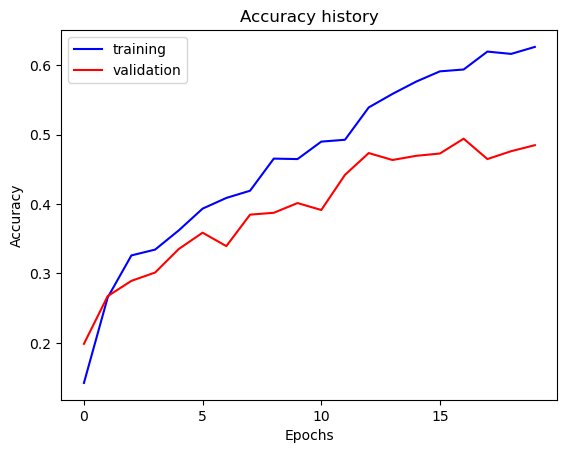 Accuracy history
training
validation
Accuracy
0.6
0.5
0.4
0.3
0.2
0 5 10 15
Epochs